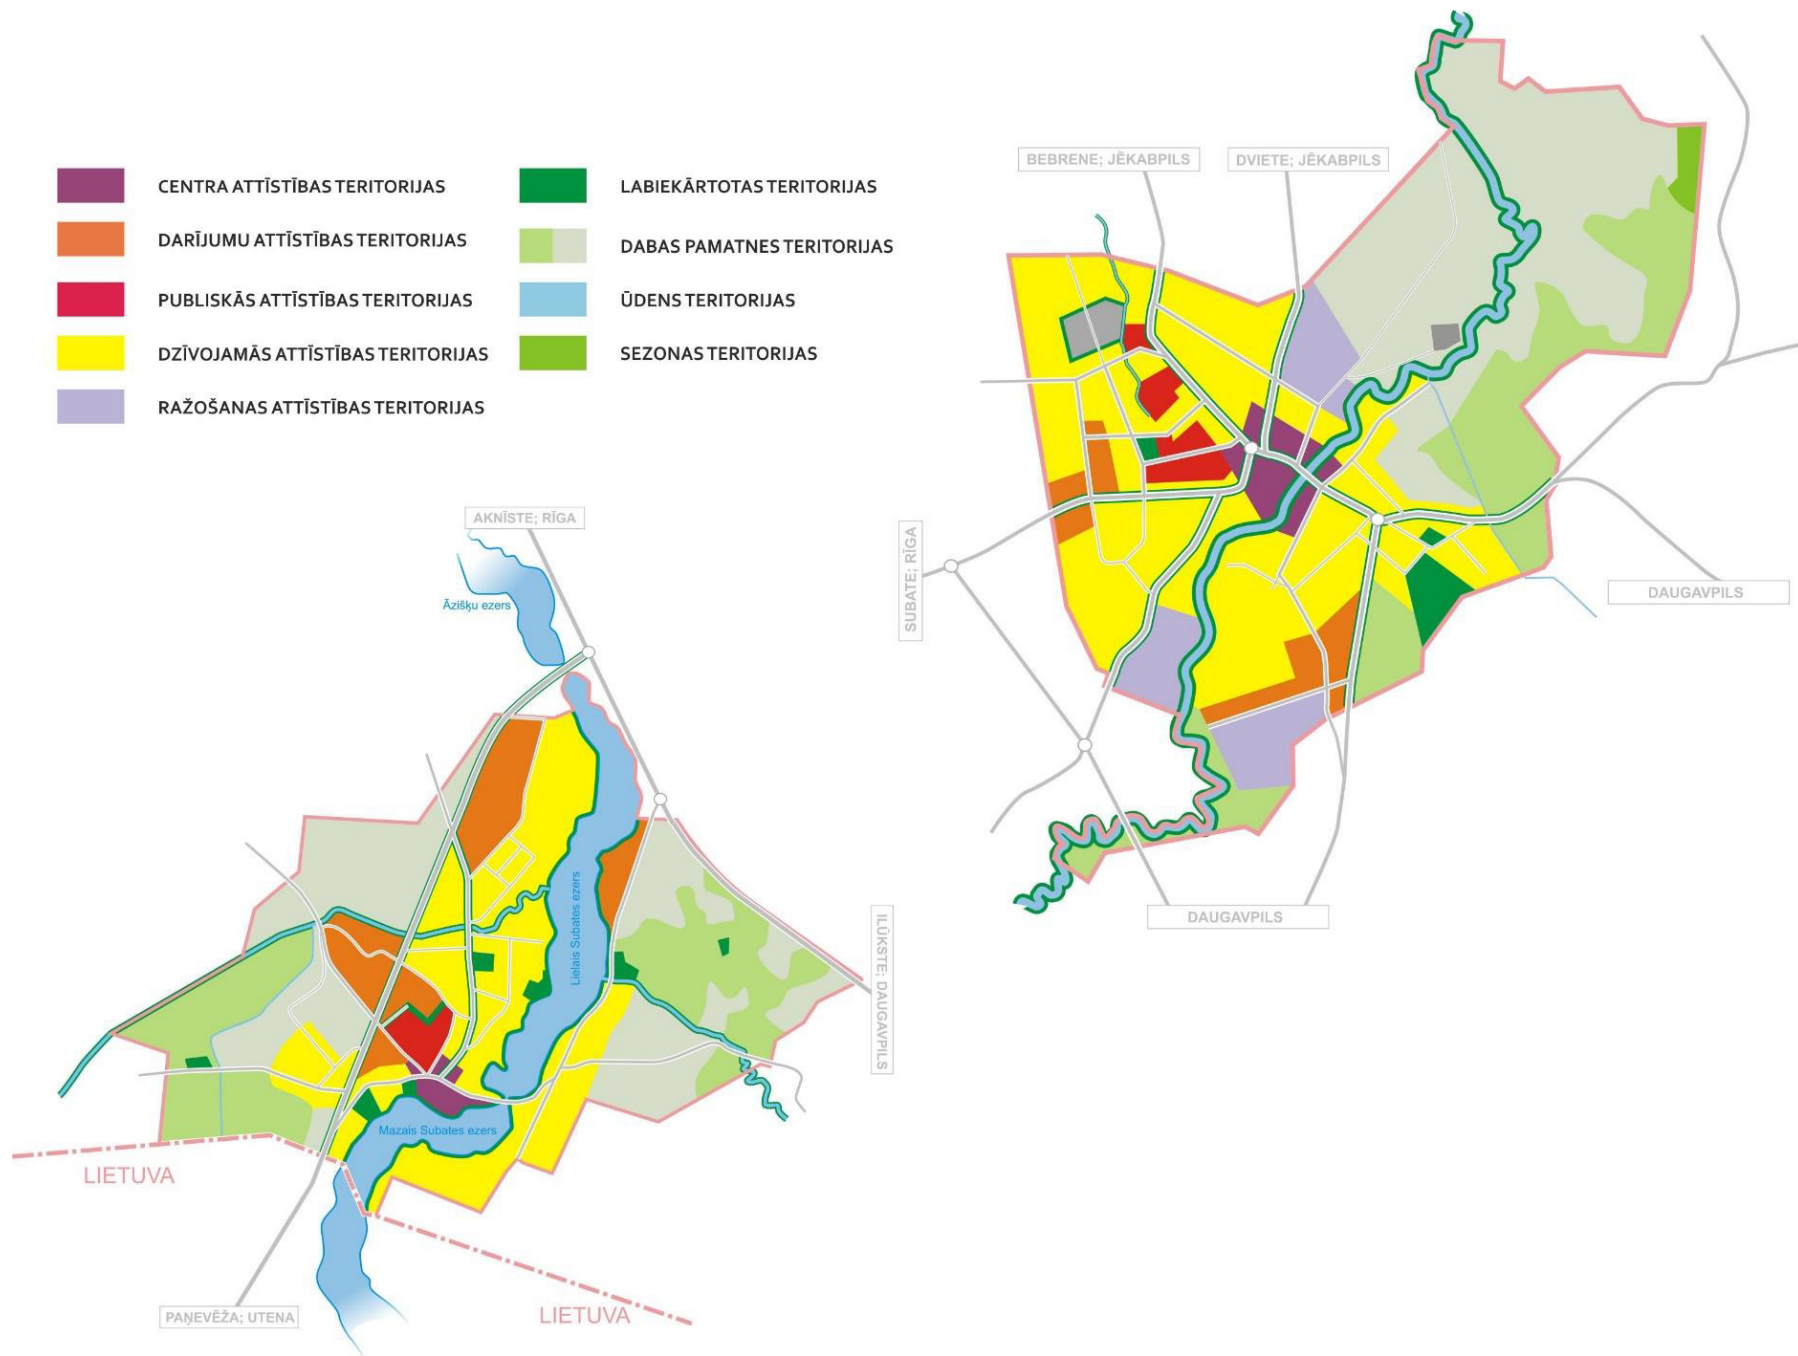 CENTRA ATTĪSTĪBAS TERITORIJAS
DARĪJUMU ATTĪSTĪBAS TERITORIJAS
PUBLISKĀS ATTĪSTĪBAS TERITORIJAS
DZĪVOJAMĀS ATTĪSTĪBAS TERITORIJAS
RAŽOŠANAS ATTĪSTĪBAS TERITORIJAS
LABIEKĀRTOTAS TERITORIJAS
DABAS PAMATNES TERITORIJAS
ŪDENS TERITORIJAS
SEZONAS TERITORIJAS
BEBRENE; JĒKABPILS
DVIETE; JĒKABPILS
SUBATE; RĪGA
DAUGAVPILS
DAUGAVPILS
AKNĪSTE; RĪGA
Āzišķu ezers
Lielais Subates ezers
ILŪKSTE; DAUGAVPILS
Mazais Subates ezers
LIETUVA
PAŅEVĒŽA; UTENA
LIETUVA